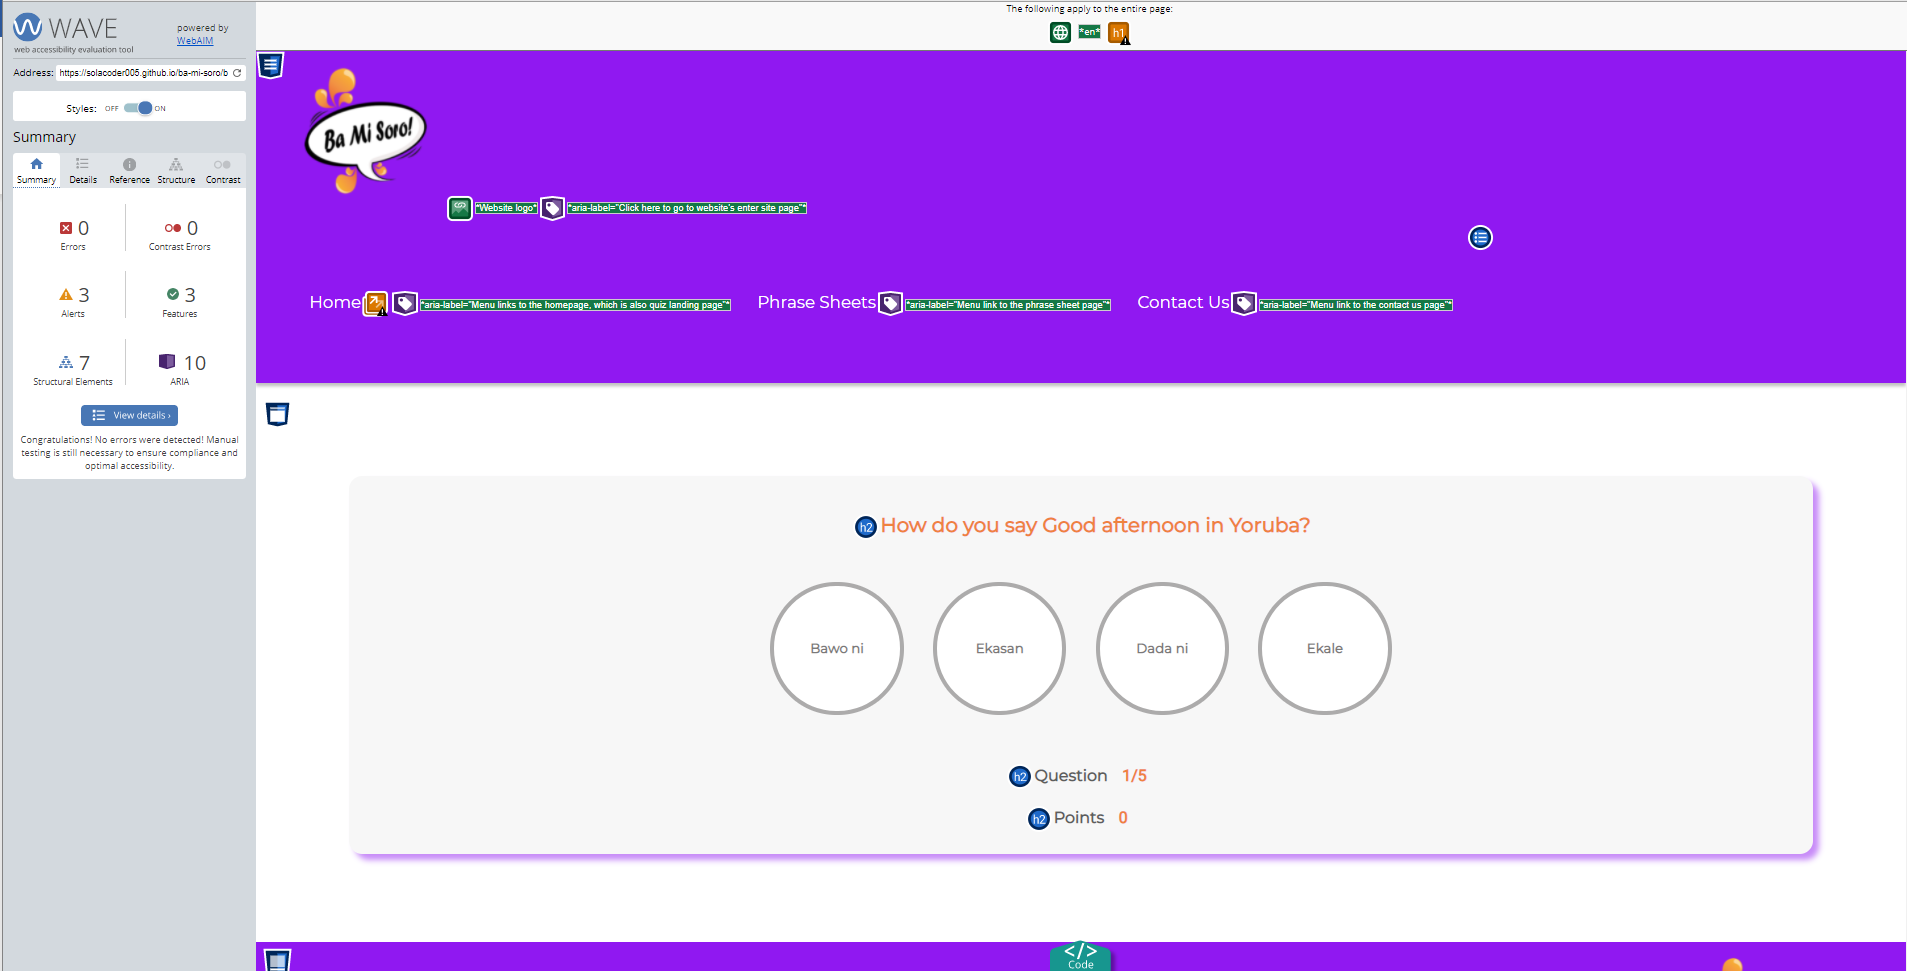 WAVE
web accessibility evaluation tool
powered by
WebAIM
Address: https://solacoder005.github.io/ba-mi-soro/b
Styles: OFF ON
Summary
Summary Details Reference Structure Contrast
0 0
Errors Contrast Errors
3 3
Alerts Features
7 10
Structural Elements ARIA
View details ›
Congratulations! No errors were detected! Manual
testing is still necessary to ensure compliance and
optimal accessibility.
The following apply to the entire page:
*en* h1
Ba Mi Soro!
*Website logo* *aria-label="Click here to go to website's enter site page"*
Home *aria-label="Menu links to the homepage, which is also quiz landing page"* Phrase Sheets *aria-label="Menu link to the phrase sheet page"* Contact Us *aria-label="Menu link to the contact us page"*
h2 How do you say Good afternoon in Yoruba?
Bawo ni Ekasan Dada ni Ekale
h2 Question 1/5
h2 Points 0
</>
Code